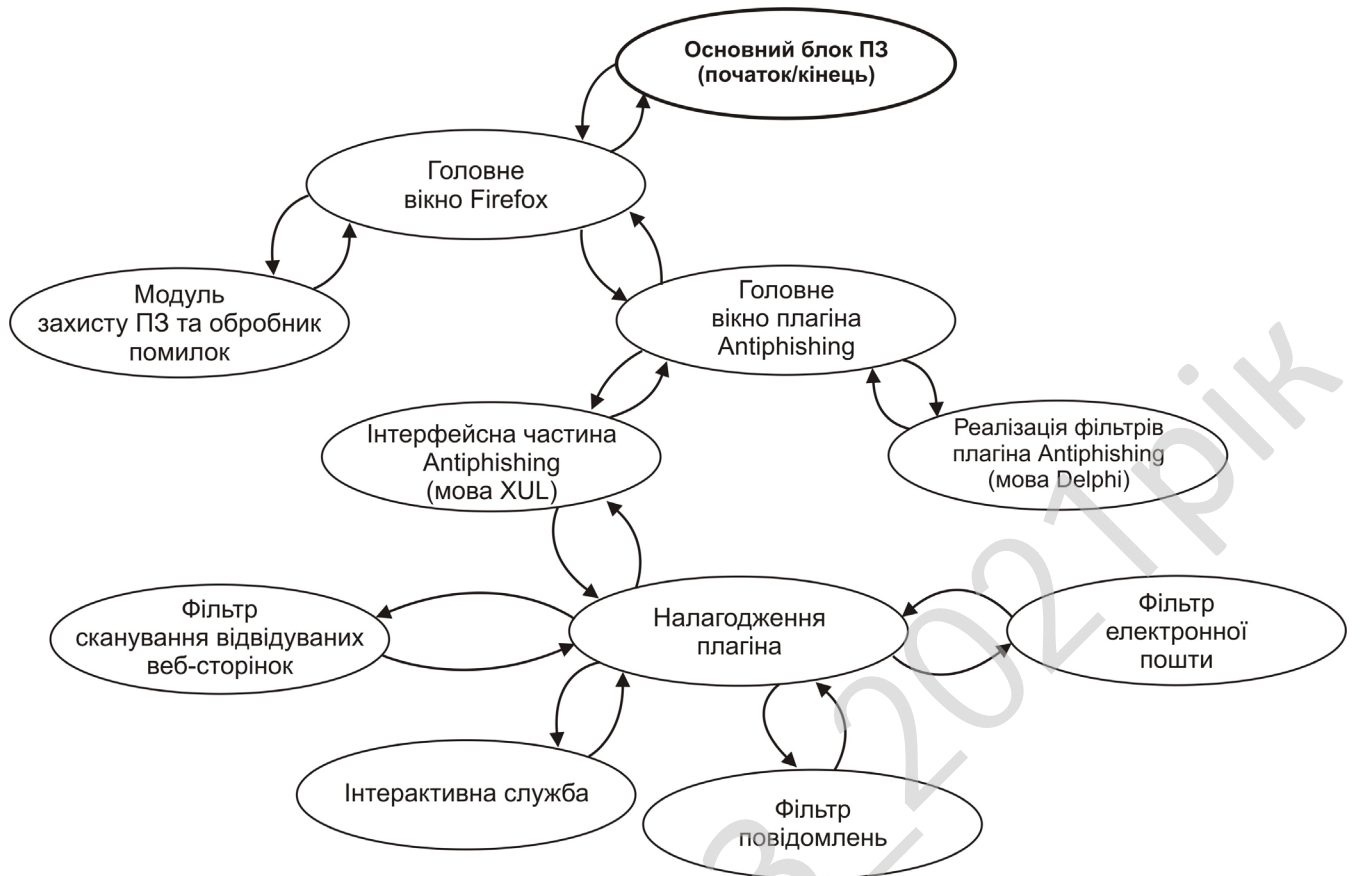 Основний блок ПЗ
(початок/кінець)
Головне
вікно Firefox
Модуль
захисту ПЗ та обробник
помилок
Головне
вікно плагіна
Antiphishing
Інтерфейсна частина
Antiphishing
(мова XUL)
Реалізація фільтрів
плагіна Antiphishing
(мова Delphi)
Фільтр
сканування відвідуваних
веб-сторінок
Налагодження
плагіна
Фільтр
електронної
пошти
Інтерактивна служба
Фільтр
повідомлень
_2021рік